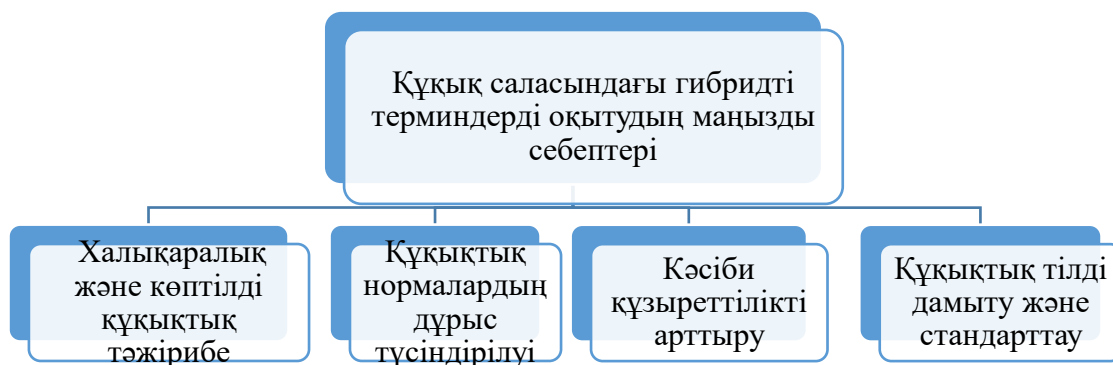 Құқық саласындағы гибридті
терминдерді оқытудың маңызды
себептері
Халықаралық
және көптілді
құқықтық
тәжірибе
Құқықтық
нормалардың
дұрыс
түсіндірілуі
Кәсіби
құзыреттілікті
арттыру
Құқықтық тілді
дамыту және
стандарттау